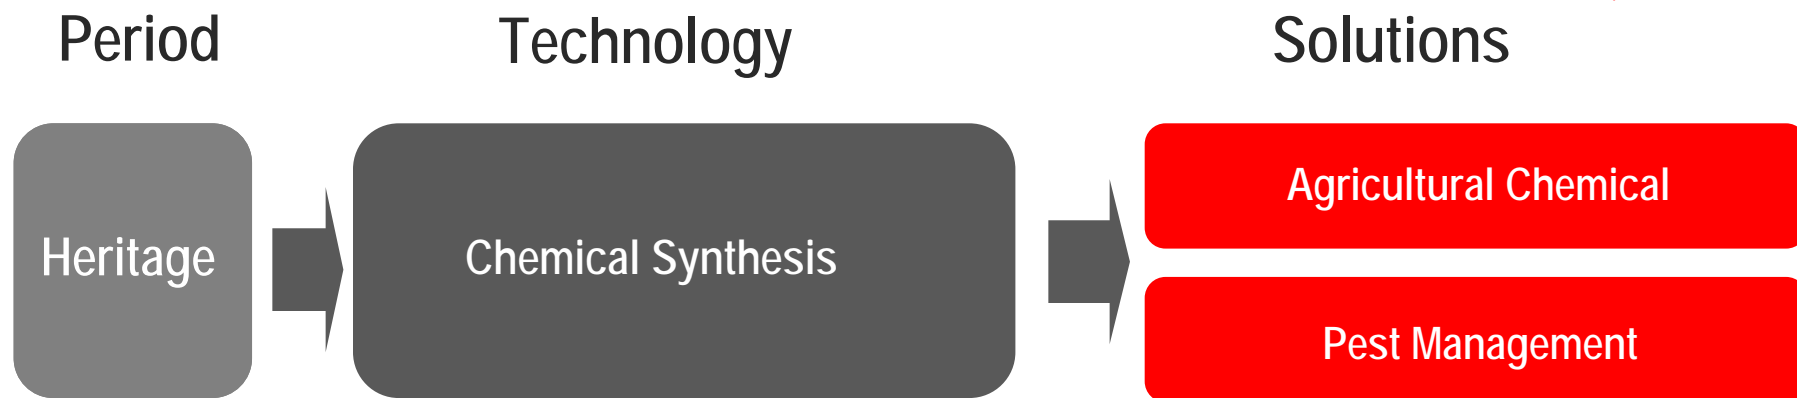 Period
Technology
Solutions
Heritage
Chemical Synthesis
Agricultural Chemical
Pest Management